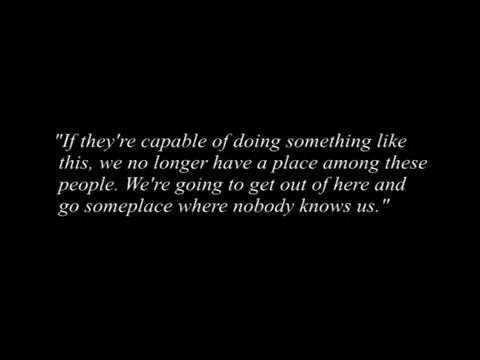 "If they're capable of doing something like
this, we no longer have a place among these
people. We're going to get out of here and
go someplace where nobody knows us."